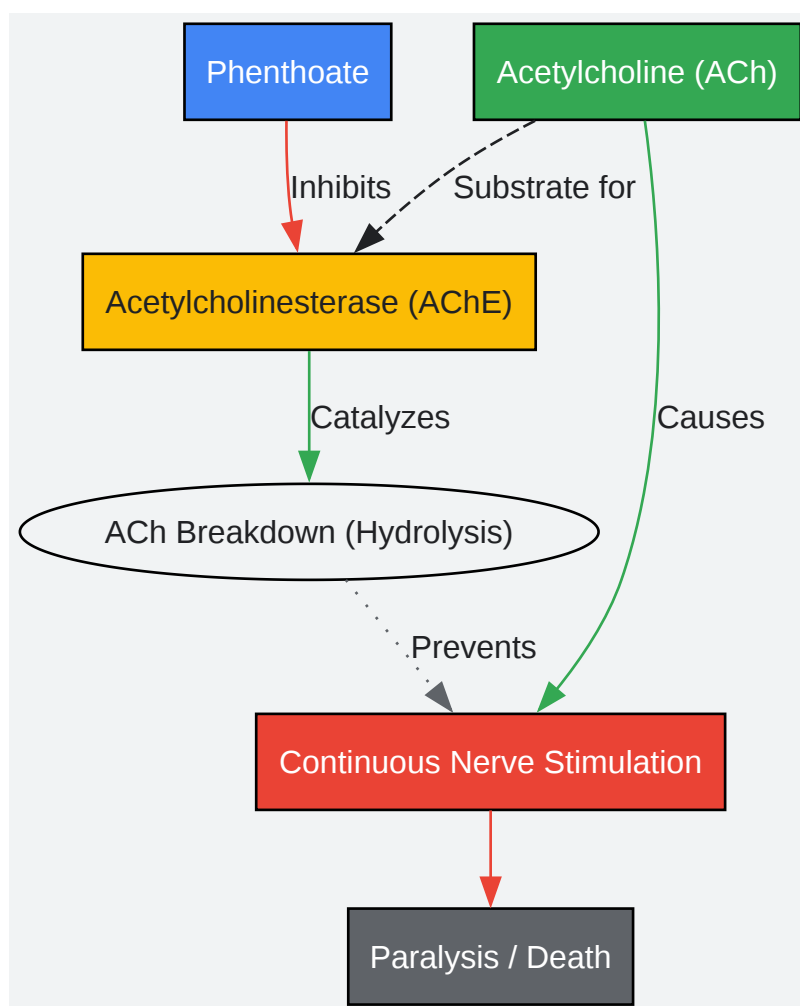 Phenthoate
Acetylcholine (ACh)
Inhibits
Substrate for
Acetylcholinesterase (AChE)
Catalyzes
Causes
ACh Breakdown (Hydrolysis)
Prevents
Continuous Nerve Stimulation
Paralysis / Death